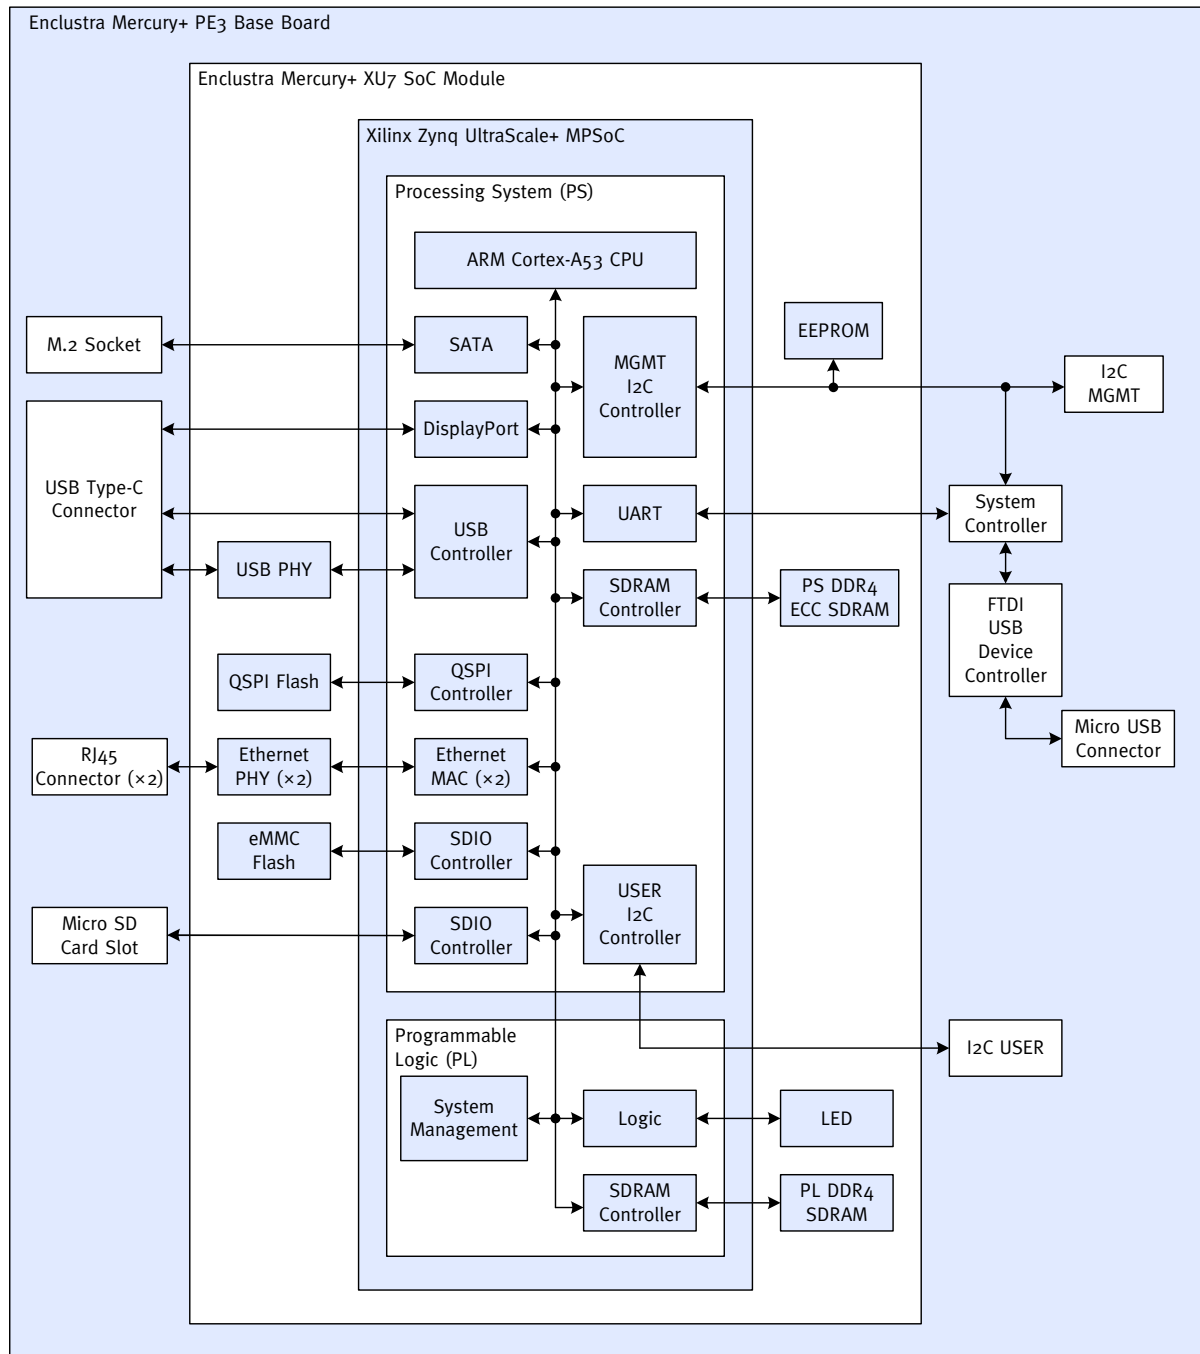 Enclustra Mercury+ PE3 Base Board
Enclustra Mercury+ XU7 SoC Module
Xilinx Zynq UltraScale+ MPSoC
Processing System (PS)
ARM Cortex-A53 CPU
M.2 Socket
SATA
MGMT
I2C
Controller
EEPROM
I2C
MGMT
DisplayPort
USB Type-C
Connector
USB
Controller
UART
System
Controller
USB PHY
SDRAM
Controller
PS DDR4
ECC SDRAM
FTDI
USB
Device
Controller
QSPI Flash
QSPI
Controller
Micro USB
Connector
RJ45
Connector (×2)
Ethernet
PHY (×2)
Ethernet
MAC (×2)
eMMC
Flash
SDIO
Controller
USER
I2C
Controller
Micro SD
Card Slot
SDIO
Controller
Programmable
Logic (PL)
I2C USER
System
Management
Logic
LED
SDRAM
Controller
PL DDR4
SDRAM